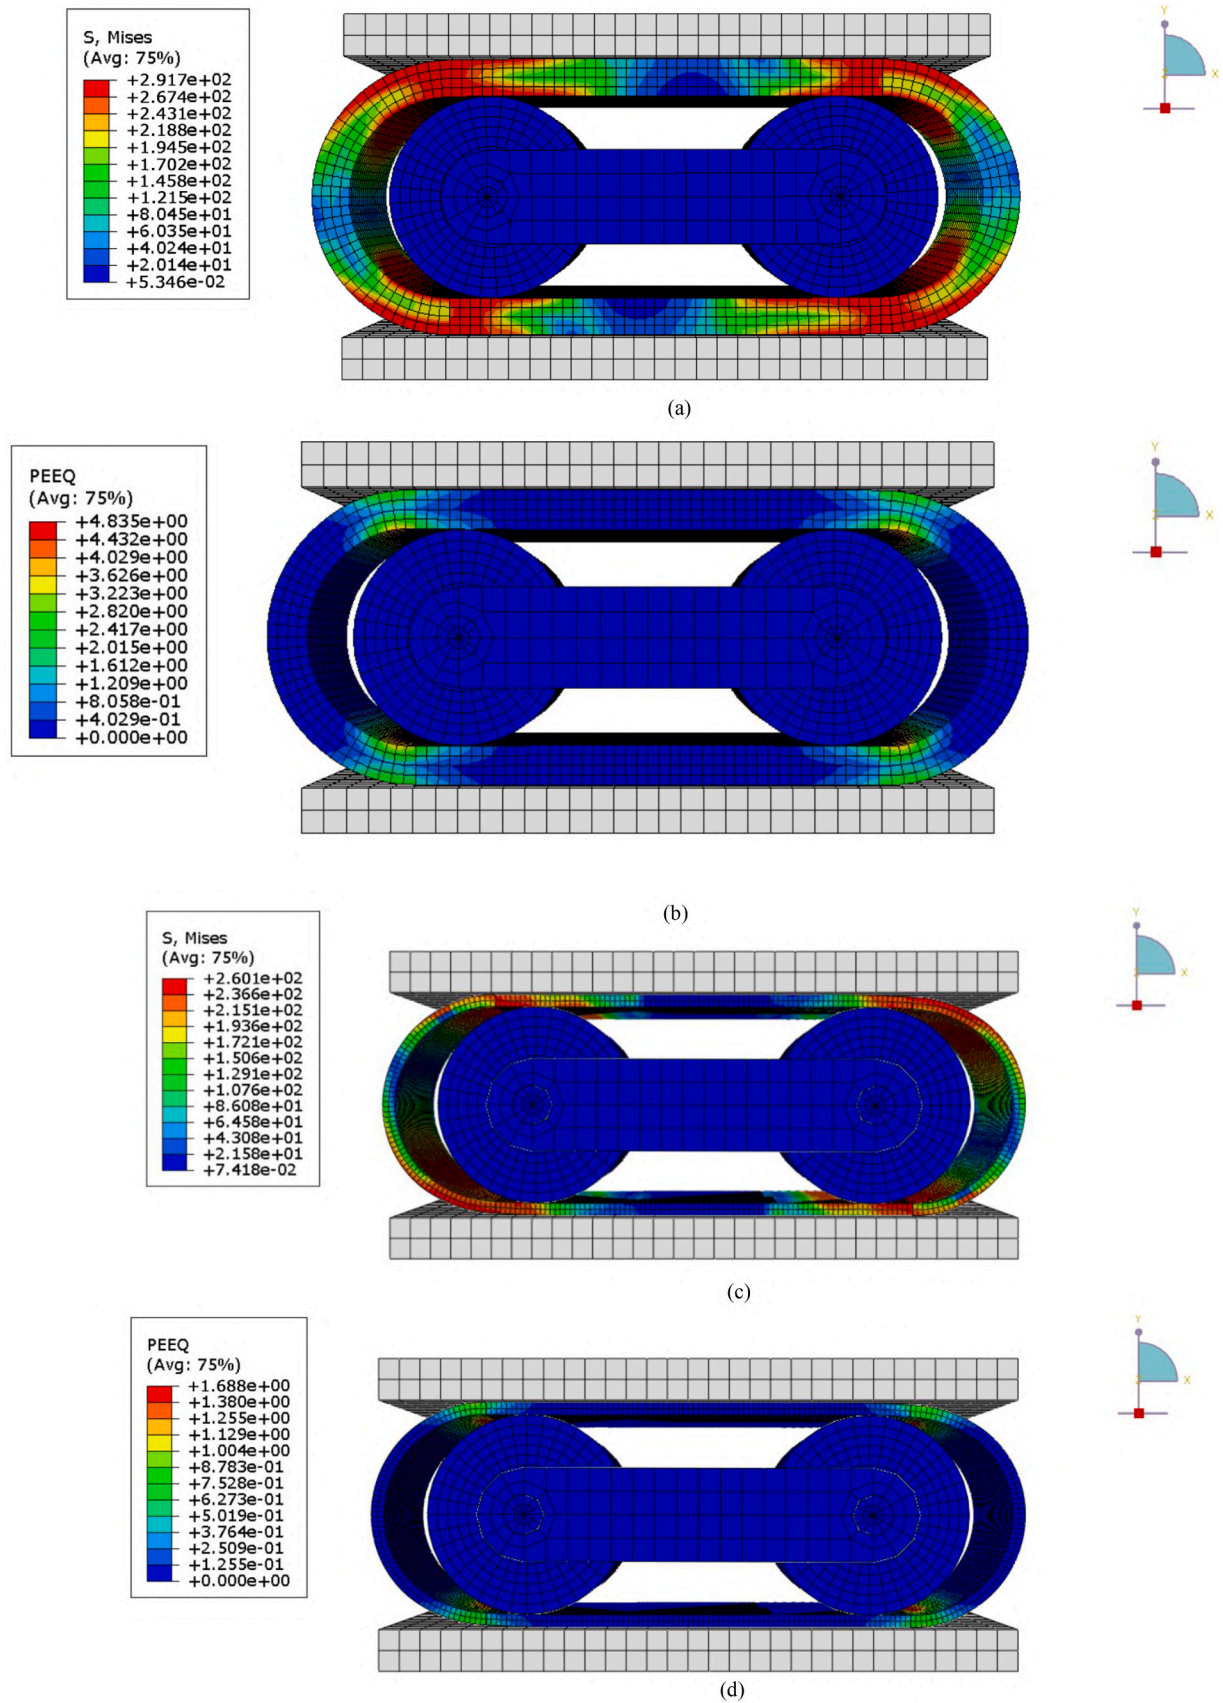 S, Mises
(Avg: 75%)
+2.917e+02
+2.674e+02
+2.431e+02
+2.188e+02
+1.945e+02
+1.702e+02
+1.458e+02
+1.215e+02
+8.045e+01
+6.035e+01
+4.024e+01
+2.014e+01
+5.346e-02
Y
X
Z
(a)
PEEQ
(Avg: 75%)
+4.835e+00
+4.432e+00
+4.029e+00
+3.626e+00
+3.223e+00
+2.820e+00
+2.417e+00
+2.015e+00
+1.612e+00
+1.209e+00
+8.058e-01
+4.029e-01
+0.000e+00
Y
X
Z
(b)
S, Mises
(Avg: 75%)
+2.601e+02
+2.366e+02
+2.151e+02
+1.936e+02
+1.721e+02
+1.506e+02
+1.291e+02
+1.076e+02
+8.608e+01
+6.458e+01
+4.308e+01
+2.158e+01
+7.418e-02
Y
X
Z
(c)
PEEQ
(Avg: 75%)
+1.688e+00
+1.380e+00
+1.255e+00
+1.129e+00
+1.004e+00
+8.783e-01
+7.528e-01
+6.273e-01
+5.019e-01
+3.764e-01
+2.509e-01
+1.255e-01
+0.000e+00
Y
X
Z
(d)